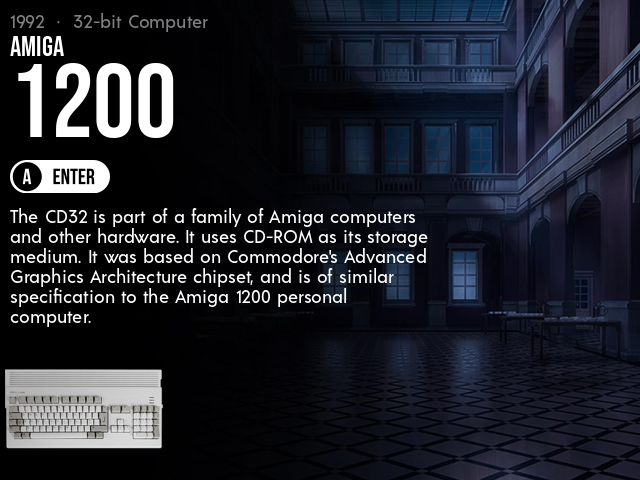 1992 · 32-bit Computer
AMIGA
1200
A ENTER
The CD32 is part of a family of Amiga computers
and other hardware. It uses CD-ROM as its storage
medium. It was based on Commodore's Advanced
Graphics Architecture chipset, and is of similar
specification to the Amiga 1200 personal
computer.